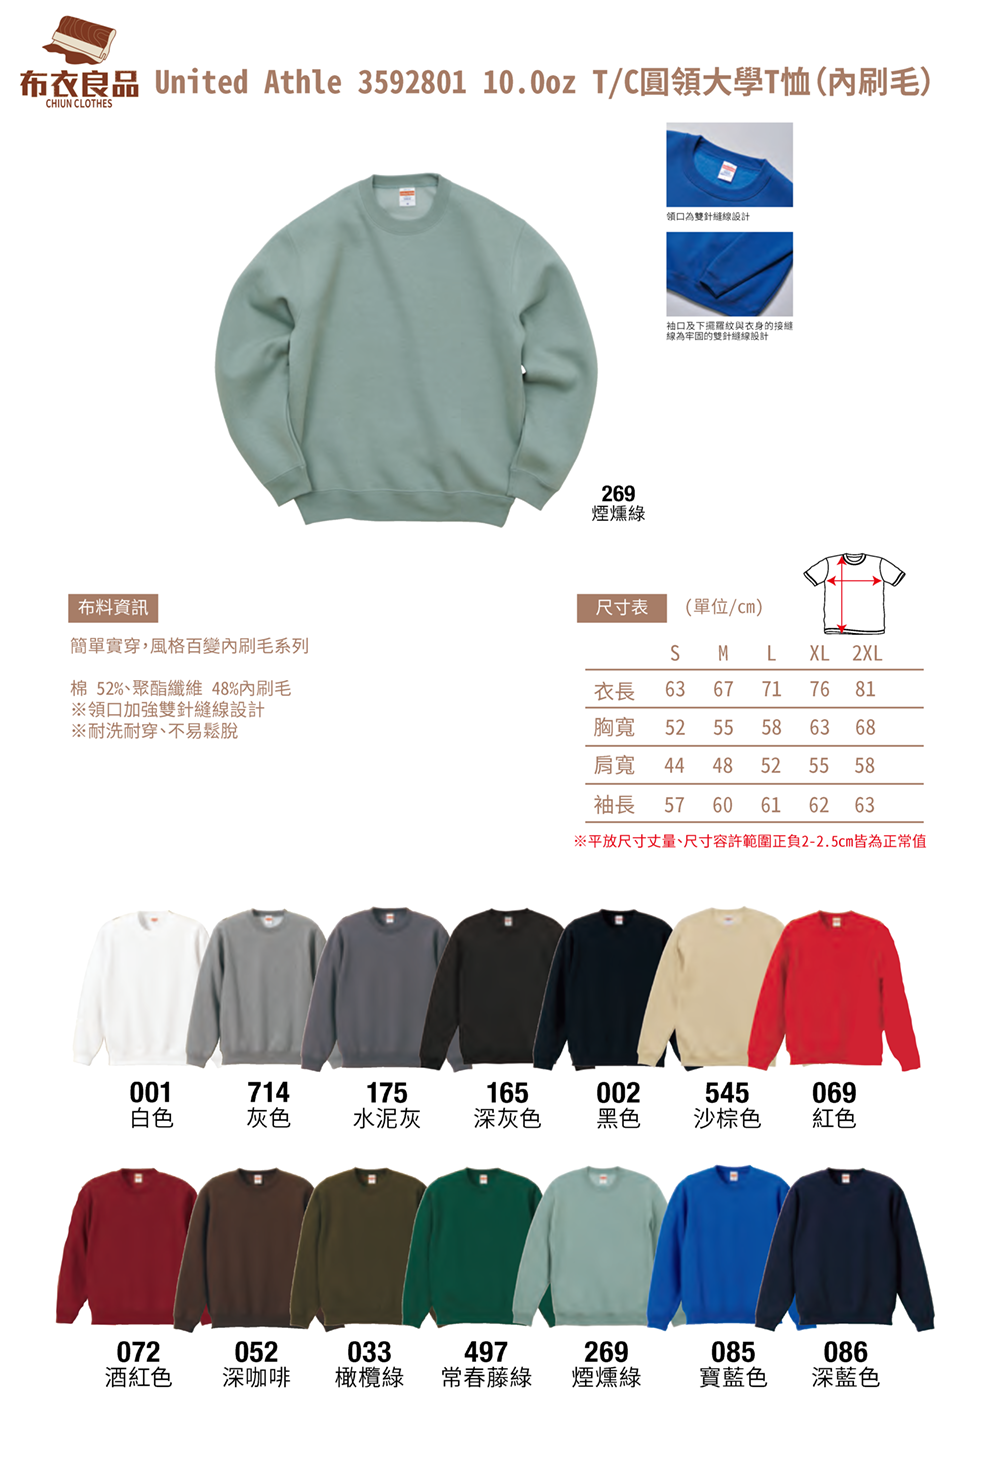 布衣良品
CHIUN CLOTHES
United Athle 3592801 10.0oz T/C圓領大學T恤(內刷毛)
領口為雙針縫線設計
袖口及下擺羅紋與衣身的接縫
線為牢固的雙針縫線設計
269
煙燻綠
布料資訊
簡單實穿,風格百變內刷毛系列
棉 52%、聚酯纖維 48%內刷毛
※領口加強雙針縫線設計
※耐洗耐穿、不易鬆脫
尺寸表 (單位/cm)
S M L XL 2XL
衣長 63 67 71 76 81
胸寬 52 55 58 63 68
肩寬 44 48 52 55 58
袖長 57 60 61 62 63
※平放尺寸丈量、尺寸容許範圍正負2-2.5cm皆為正常值
001 714 175 165 002 545 069
白色 灰色 水泥灰 深灰色 黑色 沙棕色 紅色
072 052 033 497 269 085 086
酒紅色 深咖啡 橄欖綠 常春藤綠 煙燻綠 寶藍色 深藍色